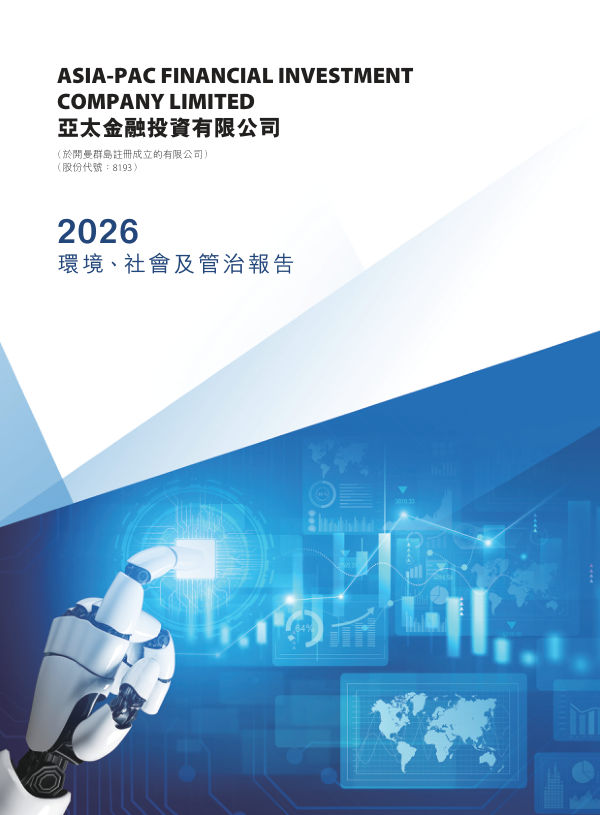 ASIA-PAC FINANCIAL INVESTMENT
COMPANY LIMITED
亞太金融投資有限公司
（於開曼群島註冊成立的有限公司）
（股份代號：8193）
2026
環境、社會及管治報告
64%